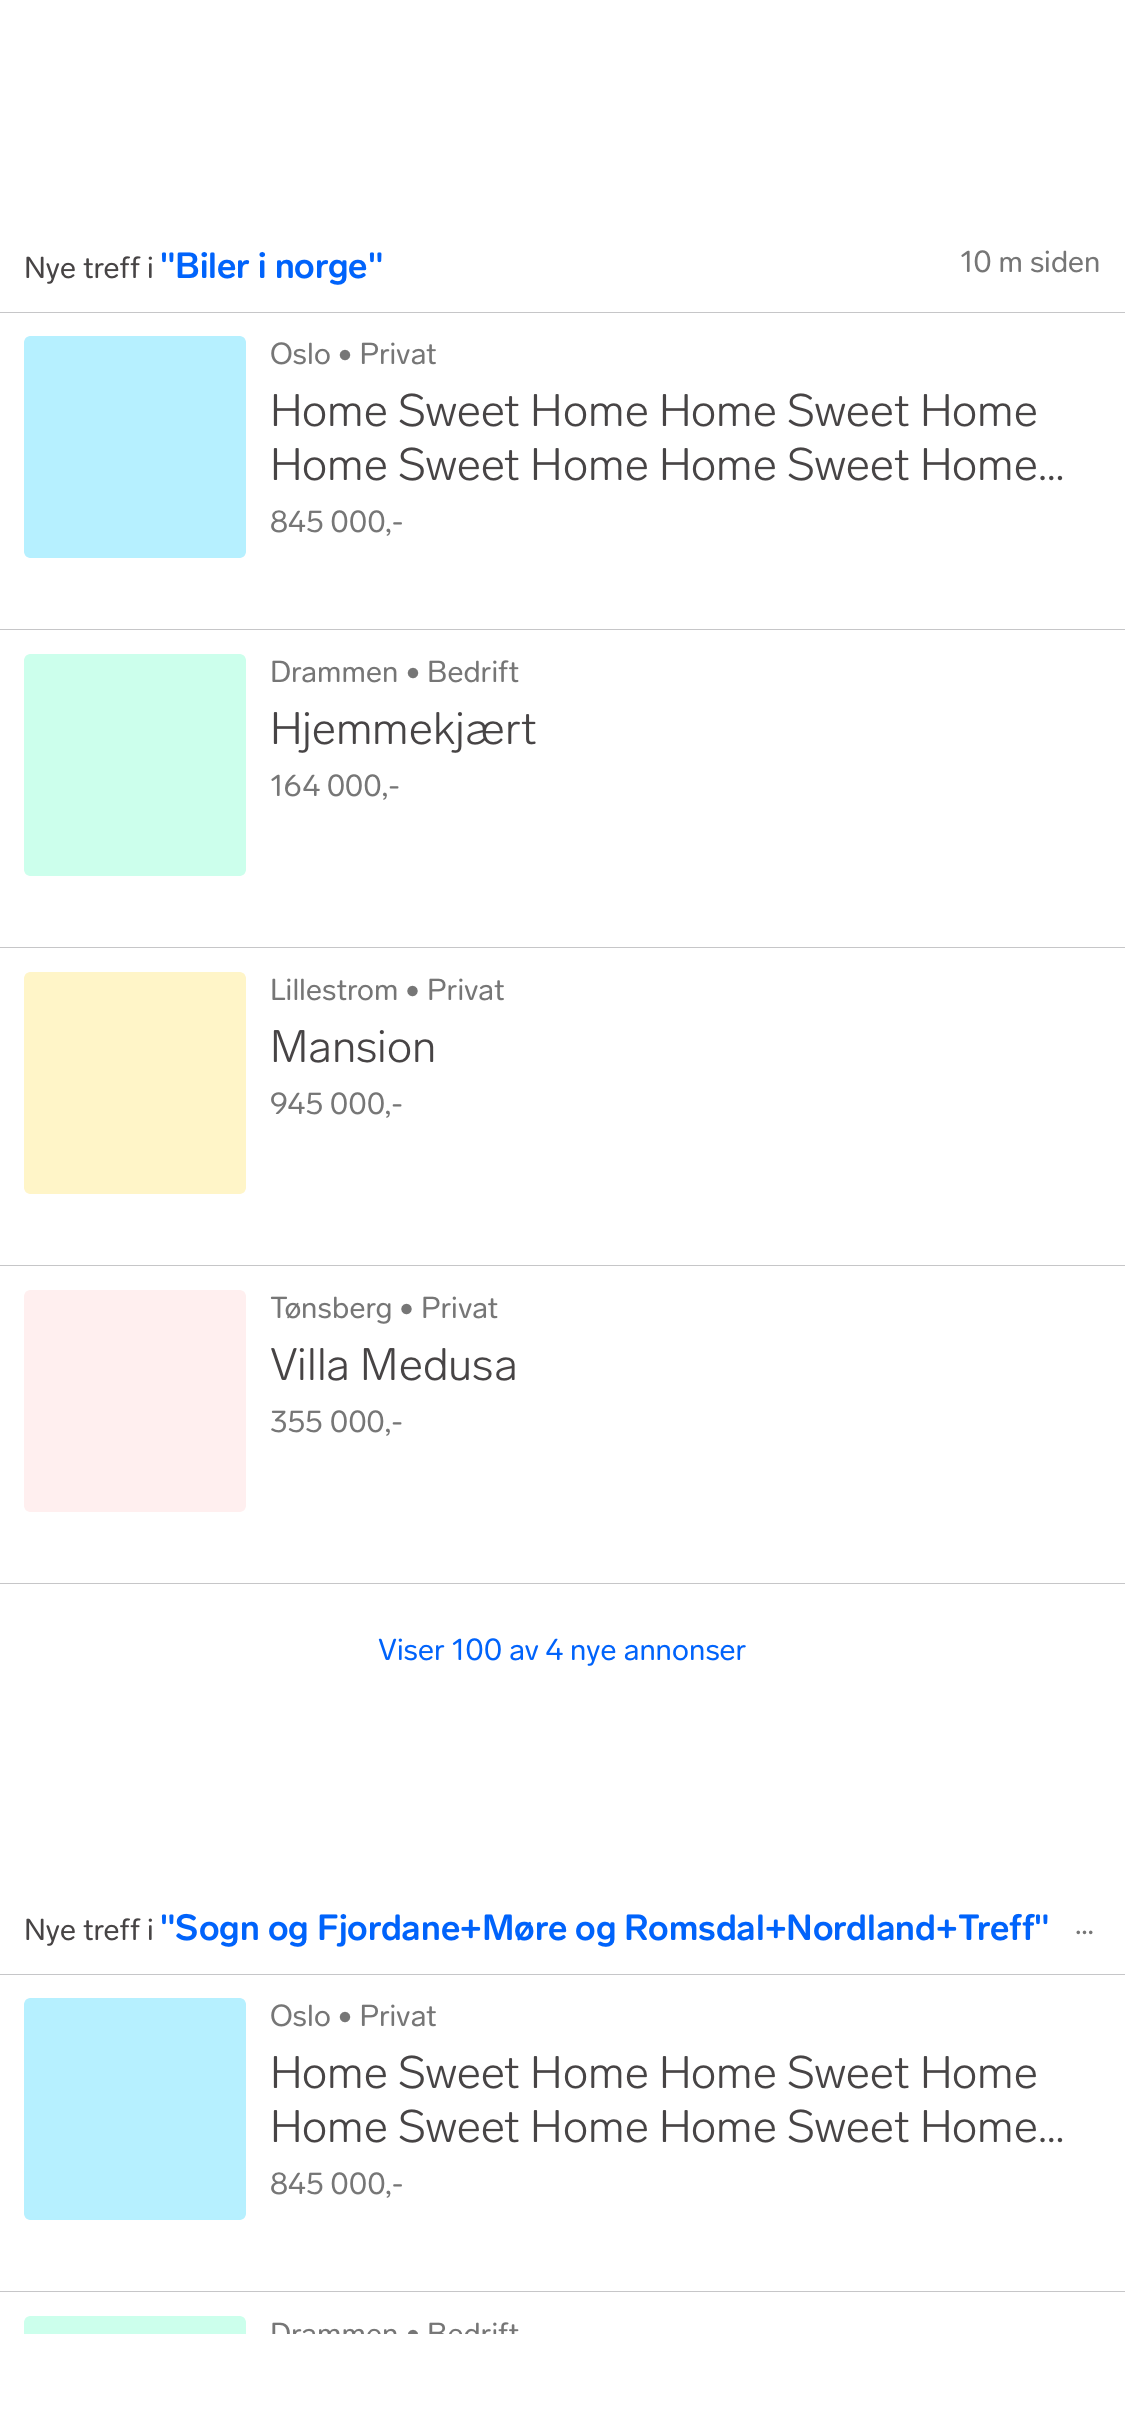 Nye treff i "Biler i norge" 10 m siden
Oslo • Privat
Home Sweet Home Home Sweet Home
Home Sweet Home Home Sweet Home...
845 000,-
Drammen • Bedrift
Hjemmekjært
164 000,-
Lillestrom • Privat
Mansion
945 000,-
Tønsberg • Privat
Villa Medusa
355 000,-
Viser 100 av 4 nye annonser
Nye treff i "Sogn og Fjordane+Møre og Romsdal+Nordland+Treff" ...
Oslo • Privat
Home Sweet Home Home Sweet Home
Home Sweet Home Home Sweet Home...
845 000,-
Drammen • Bedrift